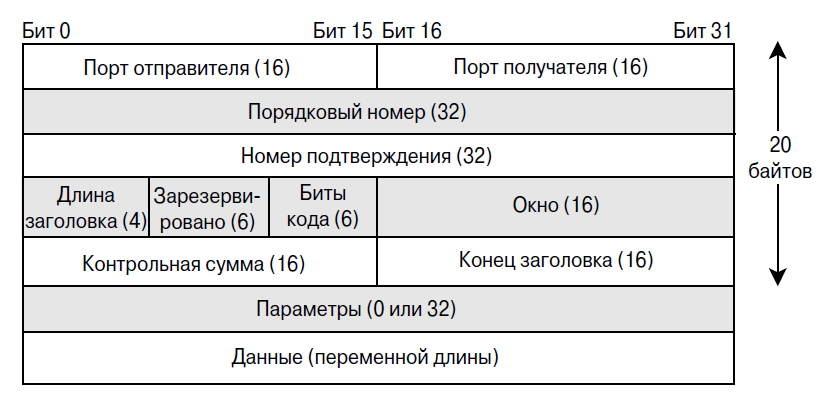 Бит 0 Бит 15 Бит 16 Бит 31
Порт отправителя (16) Порт получателя (16)
Порядковый номер (32)
Номер подтверждения (32)
20
байтов
Длина
заголовка (4)
Зарезерви-
ровано (6)
Биты
кода (6)
Окно (16)
Контрольная сумма (16) Конец заголовка (16)
Параметры (0 или 32)
Данные (переменной длины)